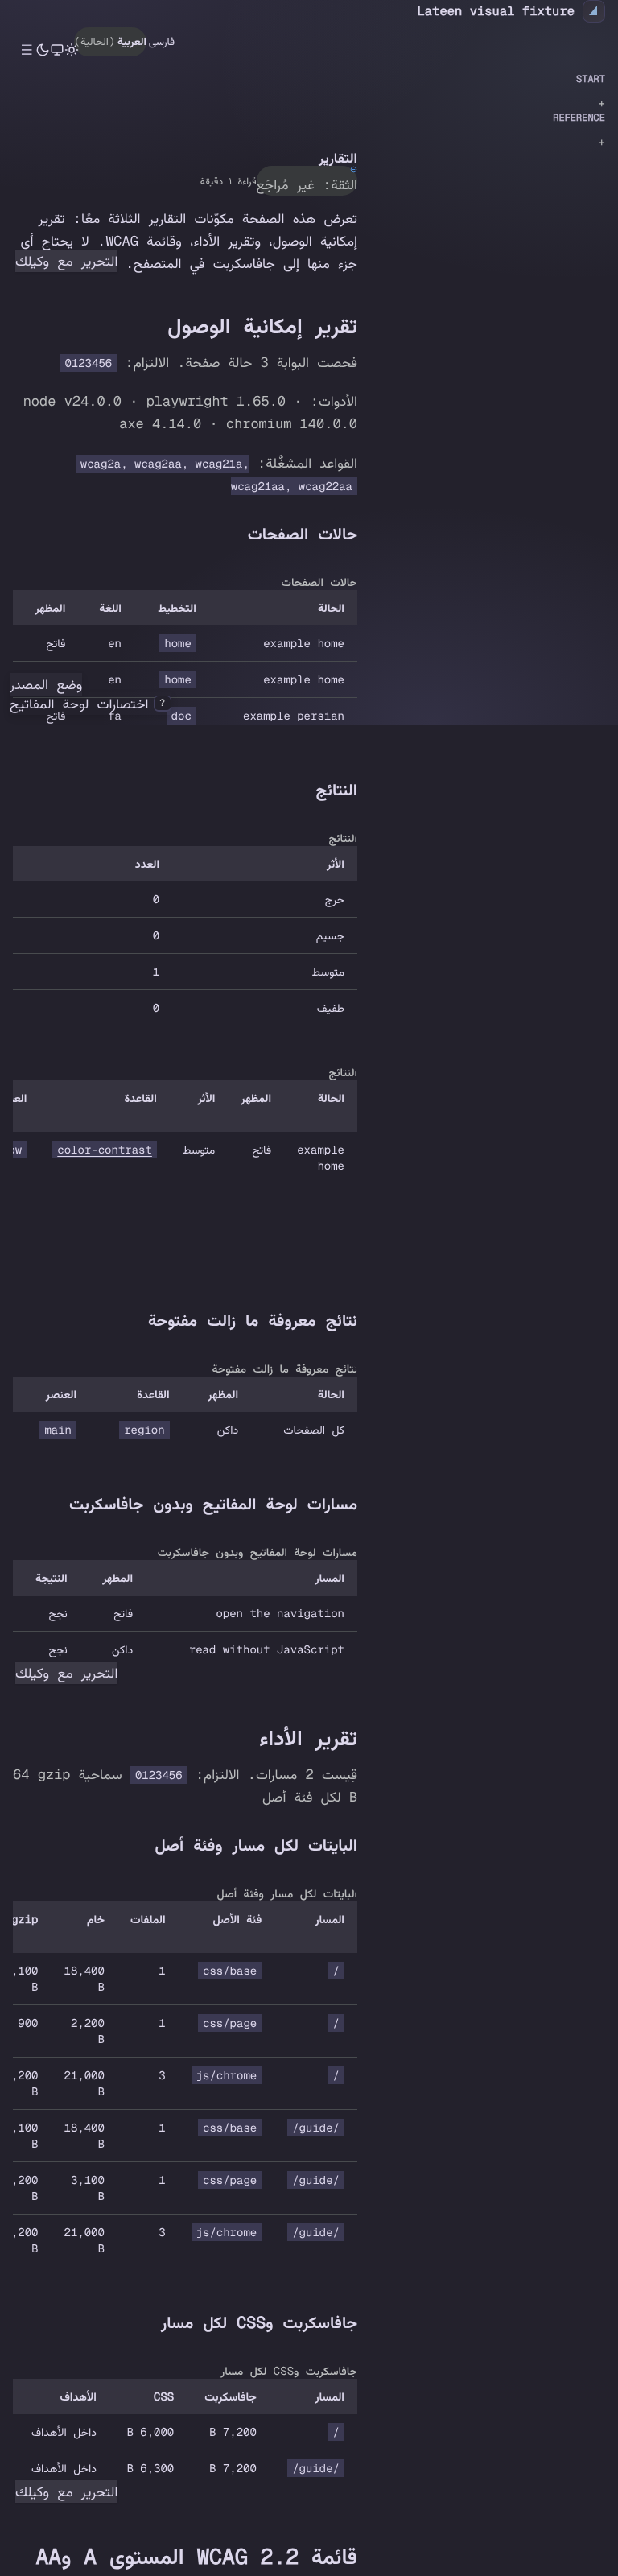 Lateen visual fixture
فارسی العربية (الحالية)
START
+
REFERENCE
+
التقارير
الثقة: غير مُراجَع
قراءة ١ دقيقة
تعرض هذه الصفحة مكوّنات التقارير الثلاثة معًا: تقرير
إمكانية الوصول، وتقرير الأداء، وقائمة WCAG. لا يحتاج أي
جزء منها إلى جافاسكربت في المتصفح.
التحرير مع وكيلك
تقرير إمكانية الوصول
فحصت البوابة 3 حالة صفحة. الالتزام: 0123456
الأدوات: node v24.0.0 · playwright 1.65.0 ·
axe 4.14.0 · chromium 140.0.0
القواعد المشغَّلة: wcag2a, wcag2aa, wcag21a,
wcag21aa, wcag22aa
حالات الصفحات
حالات الصفحات
الحالة التخطيط اللغة المظهر
example home home en فاتح
example home home en
وضع المصدر
اختصارات لوحة المفاتيح ?
example persian doc fa فاتح
النتائج
النتائج
الأثر العدد
حرج 0
جسيم 0
متوسط 1
طفيف 0
النتائج
الحالة المظهر الأثر القاعدة
example home فاتح متوسط color-contrast
نتائج معروفة ما زالت مفتوحة
نتائج معروفة ما زالت مفتوحة
الحالة المظهر القاعدة العنصر
كل الصفحات داكن region main
مسارات لوحة المفاتيح وبدون جافاسكربت
مسارات لوحة المفاتيح وبدون جافاسكربت
المسار المظهر النتيجة
open the navigation فاتح نجح
read without JavaScript داكن نجح
التحرير مع وكيلك
تقرير الأداء
قِيست 2 مسارات. الالتزام: 0123456 سماحية gzip 64
B لكل فئة أصل
البايتات لكل مسار وفئة أصل
البايتات لكل مسار وفئة أصل
المسار فئة الأصل الملفات خام gzip
/ css/base 1 18,400 B ,100 B
/ css/page 1 2,200 B 900
/ js/chrome 3 21,000 B ,200 B
/guide/ css/base 1 18,400 B ,100 B
/guide/ css/page 1 3,100 B ,200 B
/guide/ js/chrome 3 21,000 B ,200 B
جافاسكربت وCSS لكل مسار
جافاسكربت وCSS لكل مسار
المسار جافاسكربت CSS الأهداف
/ 7,200 B 6,000 B داخل الأهداف
/guide/ 7,200 B 6,300 B داخل الأهداف
التحرير مع وكيلك
قائمة WCAG 2.2 المستوى A وAA